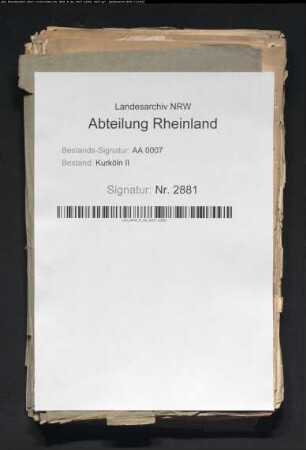 Landesarchiv NRW
Abteilung Rheinland
Bestands-Signatur: AA 0007
Bestand: Kurköln II
Signatur: Nr. 2881